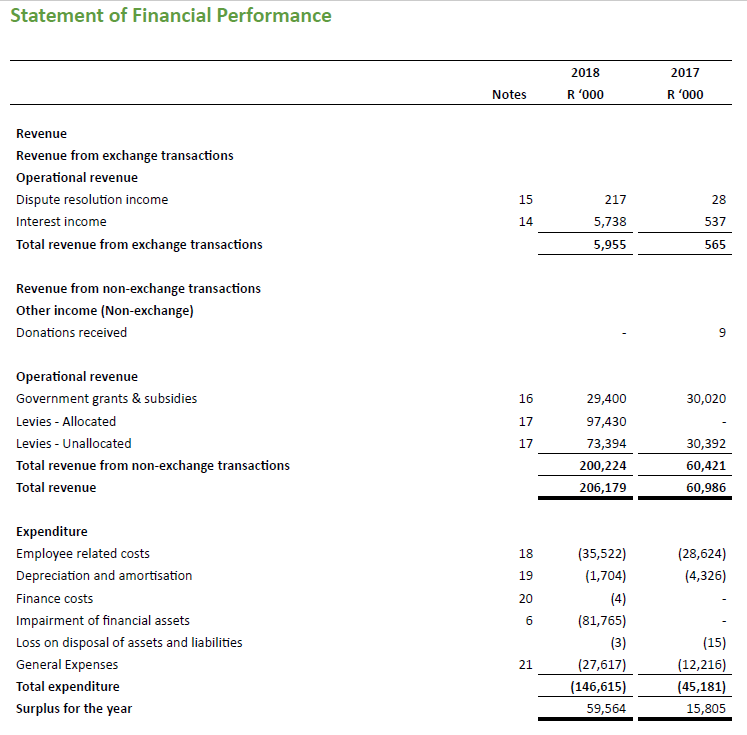 Statement of Financial Performance
2018 2017
Notes R ‘000 R ‘000
Revenue
Revenue from exchange transactions
Operational revenue
Dispute resolution income 15 217 28
Interest income 14 5,738 537
Total revenue from exchange transactions 5,955 565
Revenue from non-exchange transactions
Other income (Non-exchange)
Donations received - 9
Operational revenue
Government grants & subsidies 16 29,400 30,020
Levies - Allocated 17 97,430 -
Levies - Unallocated 17 73,394 30,392
Total revenue from non-exchange transactions 200,224 60,421
Total revenue 206,179 60,986
Expenditure
Employee related costs 18 (35,522) (28,624)
Depreciation and amortisation 19 (1,704) (4,326)
Finance costs 20 (4) -
Impairment of financial assets 6 (81,765) -
Loss on disposal of assets and liabilities (3) (15)
General Expenses 21 (27,617) (12,216)
Total expenditure (146,615) (45,181)
Surplus for the year 59,564 15,805